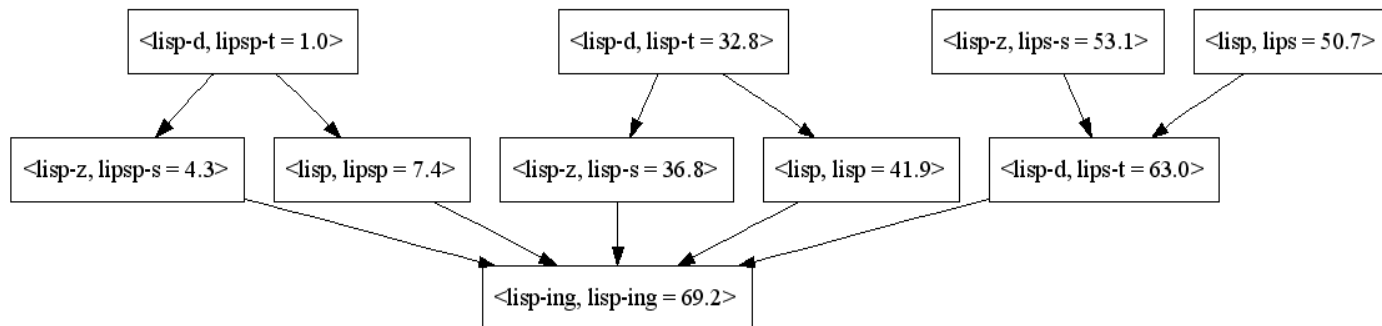 <lisp-d, lipsp-t = 1.0>
<lisp-d, lisp-t = 32.8>
<lisp-z, lips-s = 53.1>
<lisp, lips = 50.7>
<lisp-z, lipsp-s = 4.3>
<lisp, lipsp = 7.4>
<lisp-z, lisp-s = 36.8>
<lisp, lisp = 41.9>
<lisp-d, lips-t = 63.0>
<lisp-ing, lisp-ing = 69.2>